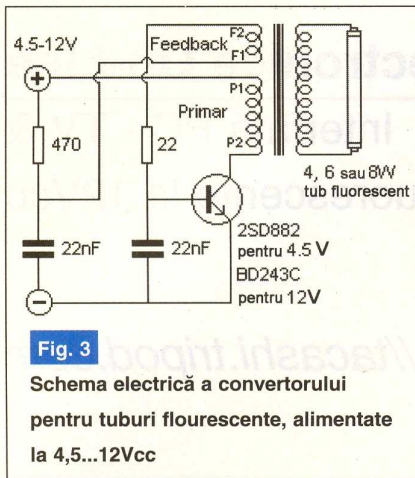 4.5-12V
Feedback
F2
F1
P1
Primar
P2
470
22
4, 6 sau 8W
tub fluorescent
22nF
22nF
2SD882
pentru 4.5 V
BD243C
pentru 12V
Fig. 3
Schema electrică a convertorului
pentru tuburi flourescente, alimentate
la 4,5...12Vcc